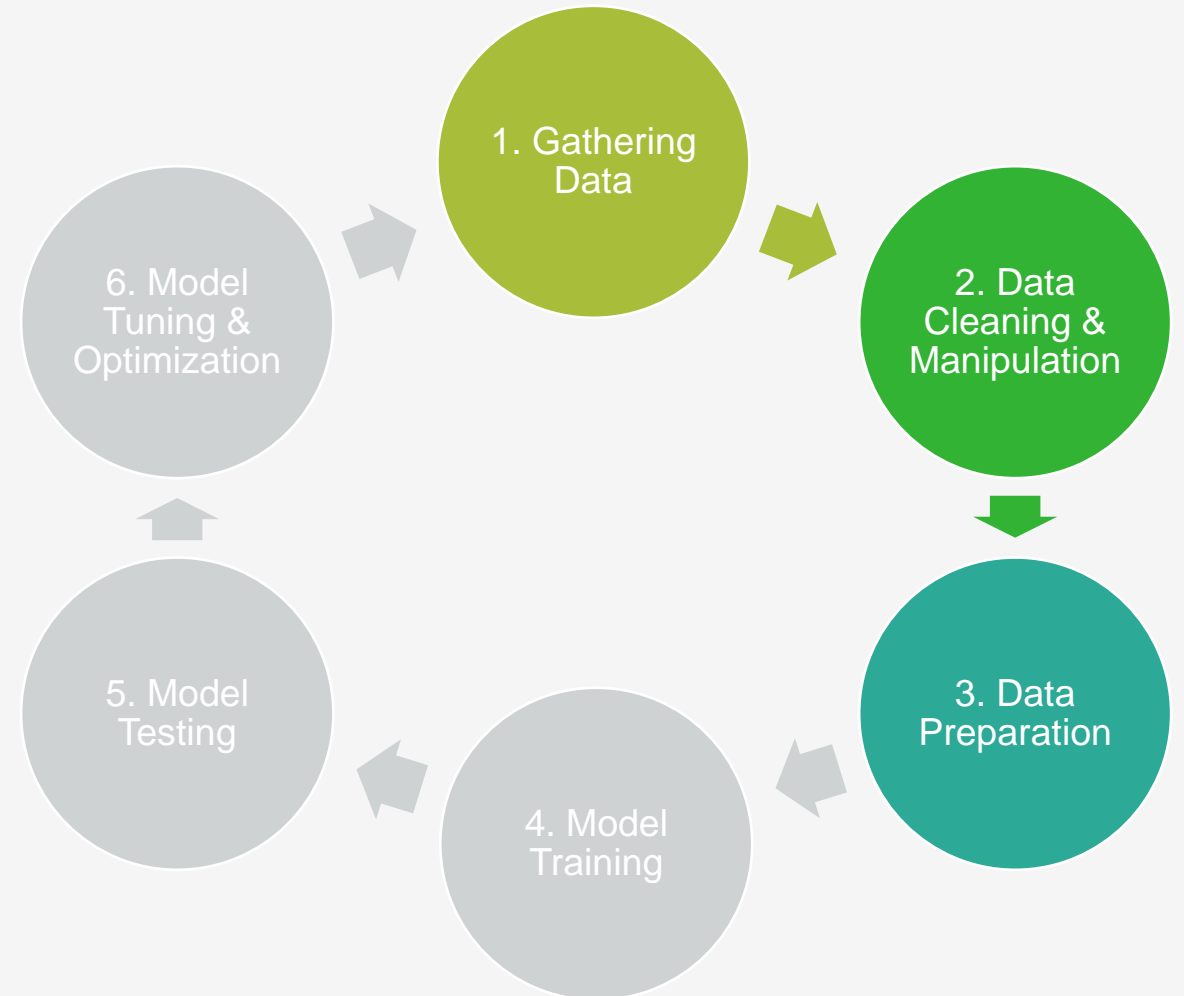 1. Gathering
Data
2. Data
Cleaning &
Manipulation
3. Data
Preparation
4. Model
Training
5. Model
Testing
6. Model
Tuning &
Optimization